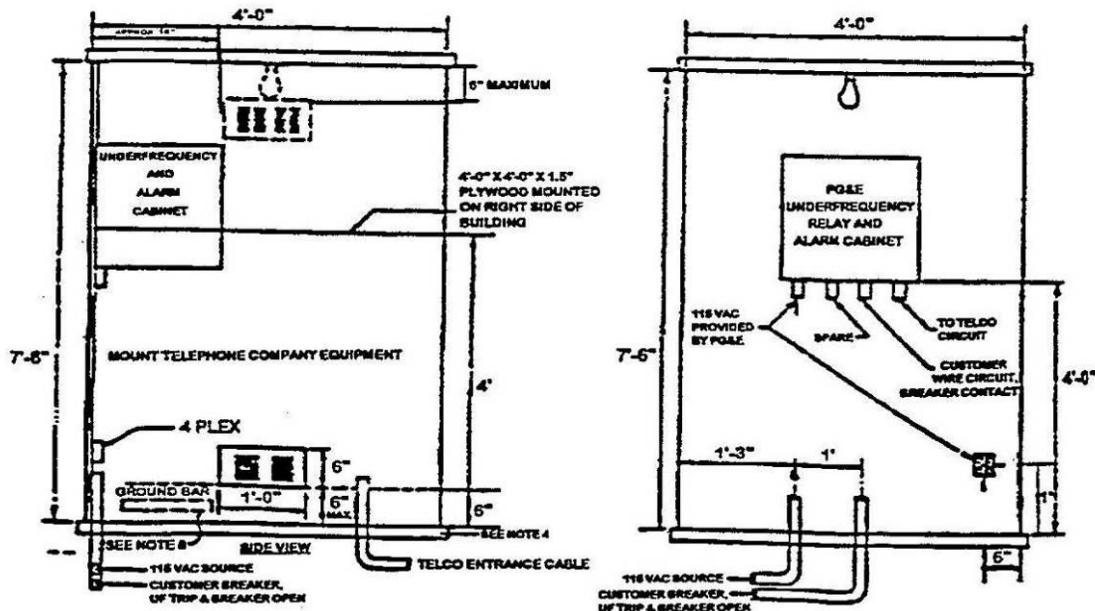 4'-0"
APPROX 16"
6" MAXIMUM
UNDERFREQUENCY
AND
ALARM
CABINET
4'-0" X 4'-0" X 1.5"
PLYWOOD MOUNTED
ON RIGHT SIDE OF
BUILDING
7'-6"
MOUNT TELEPHONE COMPANY EQUIPMENT
4'
4 PLEX
6"
GROUND BAR
1'-0"
6"
MAX.
6"
SEE NOTE 8
SIDE VIEW
SEE NOTE 4
TELCO ENTRANCE CABLE
115 VAC SOURCE
CUSTOMER BREAKER,
UF TRIP & BREAKER OPEN
4'-0"
PG&E
UNDERFREQUENCY
RELAY AND
ALARM CABINET
115 VAC
PROVIDED
BY PG&E
SPARE
TO TELCO
CIRCUIT
CUSTOMER
WIRE CIRCUIT,
BREAKER CONTACT
7'-6"
4'-0"
1'-3"
1'
1'
6"
115 VAC SOURCE
CUSTOMER BREAKER,
UF TRIP & BREAKER OPEN